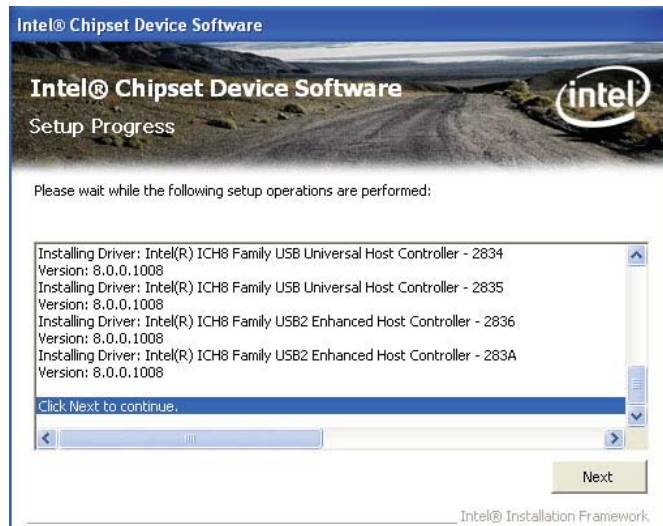 Intel® Chipset Device Software
Intel® Chipset Device Software
intel
Setup Progress
Please wait while the following setup operations are performed:
Installing Driver: Intel(R) ICH8 Family USB Universal Host Controller - 2834
Version: 8.0.0.1008
Installing Driver: Intel(R) ICH8 Family USB Universal Host Controller - 2835
Version: 8.0.0.1008
Installing Driver: Intel(R) ICH8 Family USB2 Enhanced Host Controller - 2836
Version: 8.0.0.1008
Installing Driver: Intel(R) ICH8 Family USB2 Enhanced Host Controller - 283A
Version: 8.0.0.1008
Click Next to continue.
Next
Intel® Installation Framework